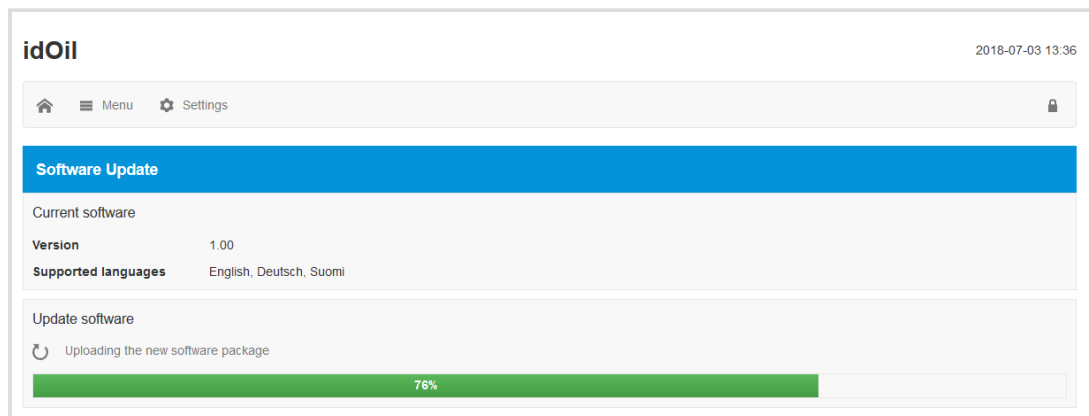 idOil
2018-07-03 13:36
Menu Settings
Software Update
Current software
Version 1.00
Supported languages English, Deutsch, Suomi
Update software
Uploading the new software package
76%